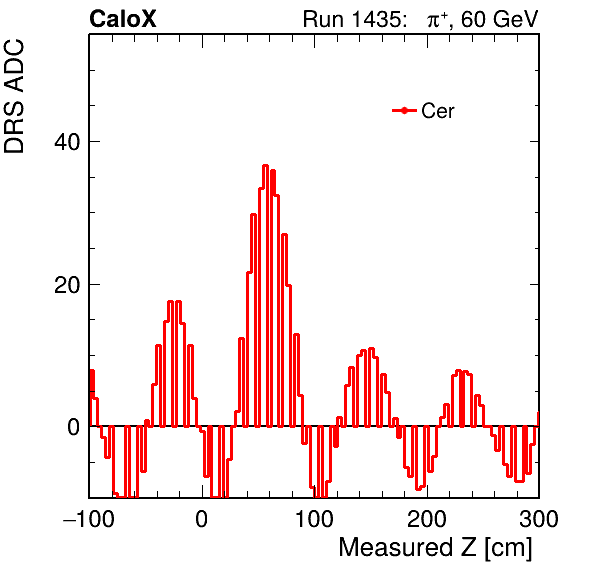 CaloX Run 1435: π⁺, 60 GeV
DRS ADC
Cer
40
20
0
−100 0 100 200 300
Measured Z [cm]